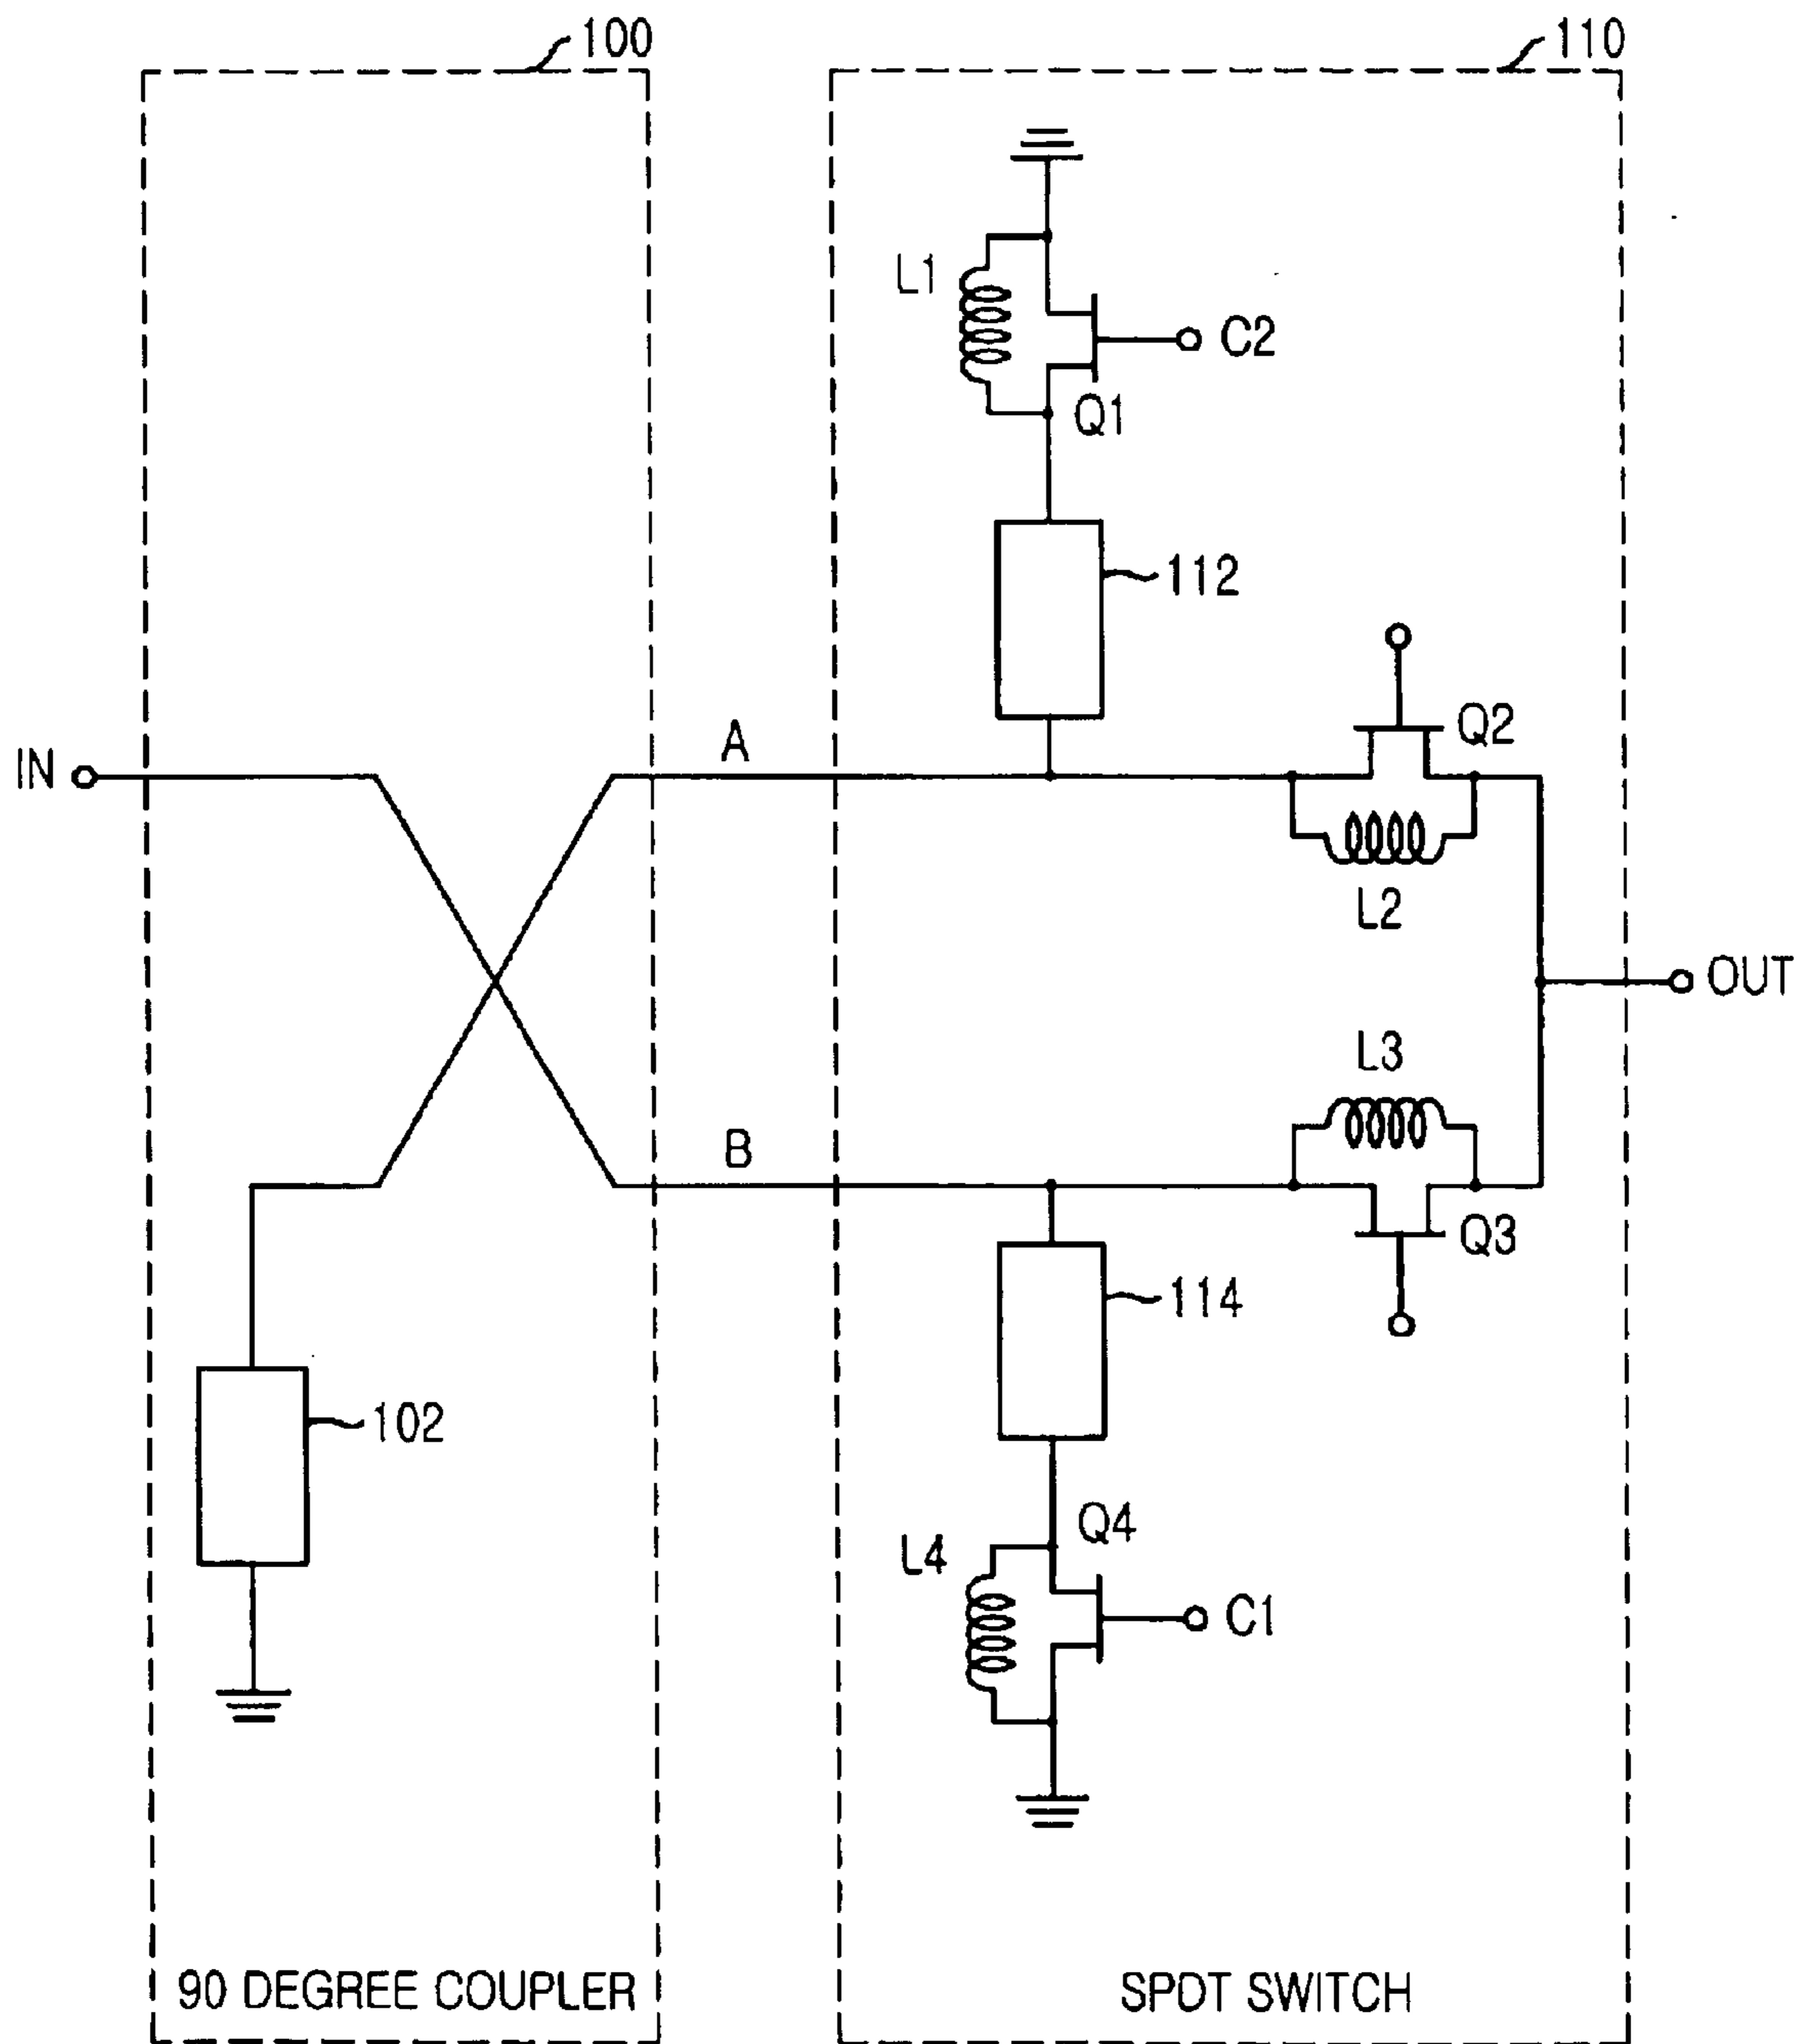 100
110
L1
C2
Q1
112
Q2
A
IN
L2
OUT
L3
B
Q3
114
102
Q4
L4
C1
90 DEGREE COUPLER
SPDT SWITCH